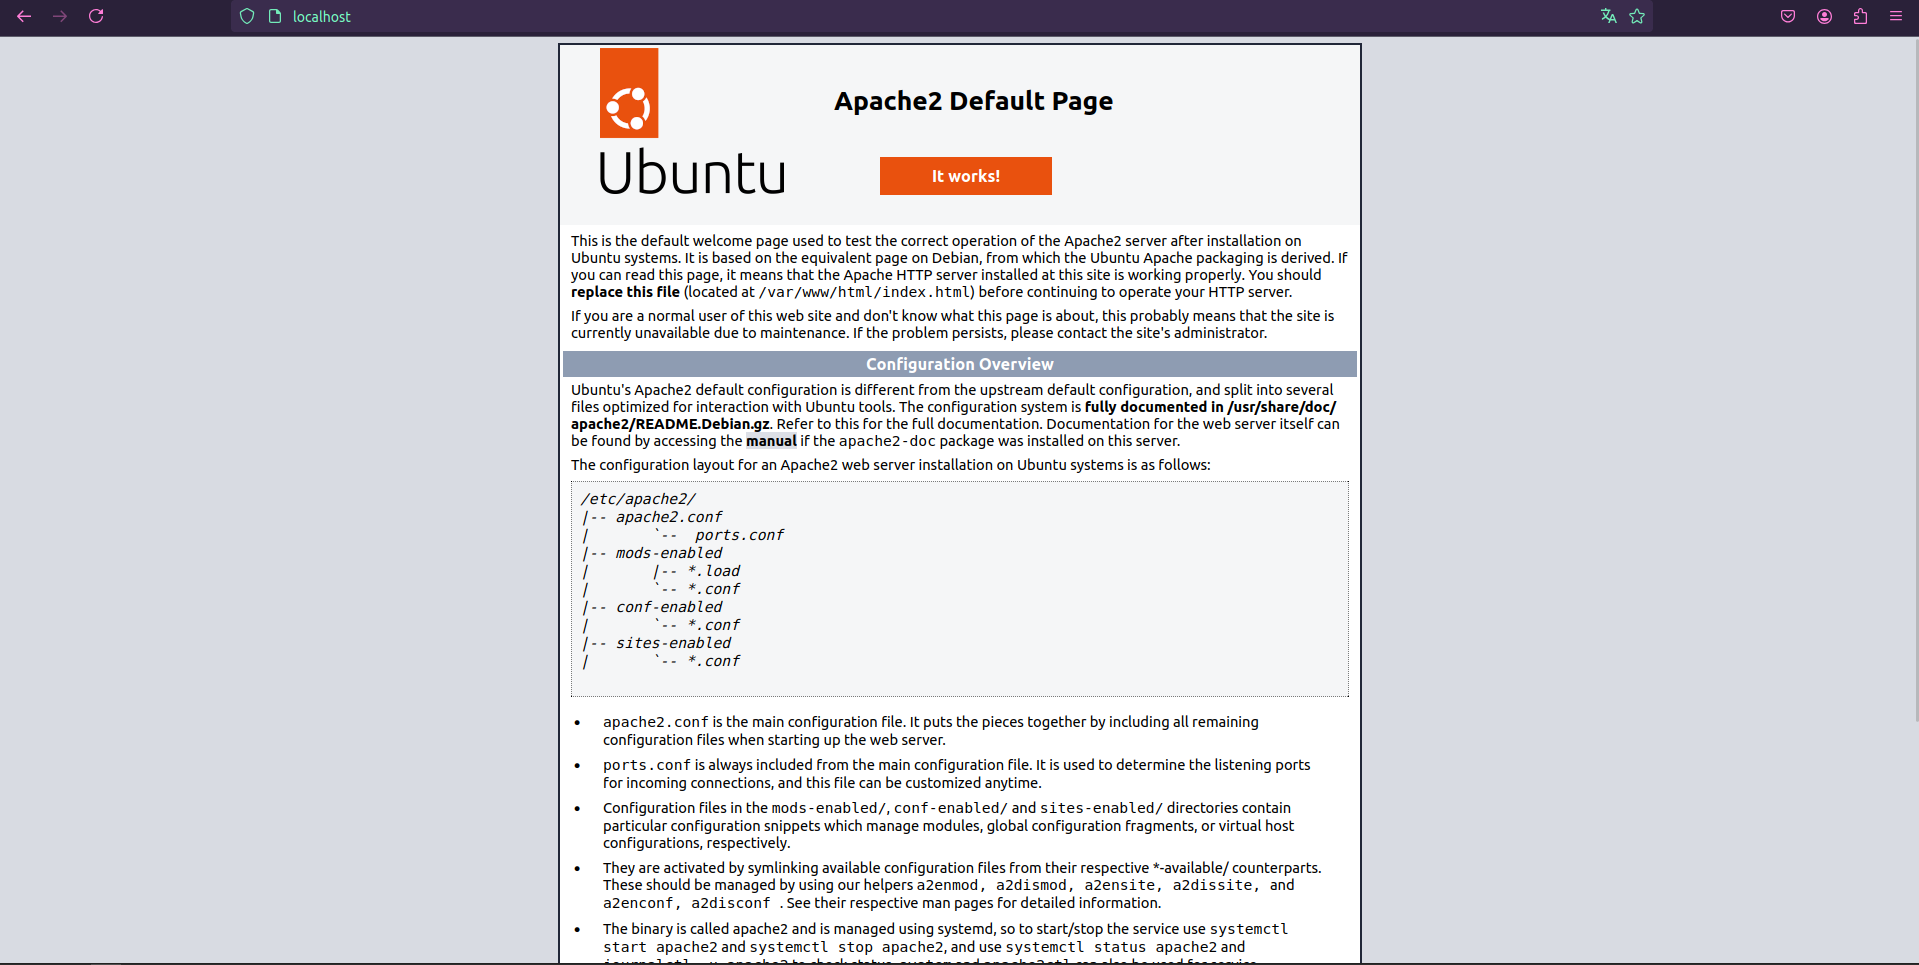 localhost
Apache2 Default Page
Ubuntu
It works!
This is the default welcome page used to test the correct operation of the Apache2 server after installation on
Ubuntu systems. It is based on the equivalent page on Debian, from which the Ubuntu Apache packaging is derived. If
you can read this page, it means that the Apache HTTP server installed at this site is working properly. You should
replace this file (located at /var/www/html/index.html) before continuing to operate your HTTP server.
If you are a normal user of this web site and don't know what this page is about, this probably means that the site is
currently unavailable due to maintenance. If the problem persists, please contact the site's administrator.
Configuration Overview
Ubuntu's Apache2 default configuration is different from the upstream default configuration, and split into several
files optimized for interaction with Ubuntu tools. The configuration system is fully documented in /usr/share/doc/
apache2/README.Debian.gz. Refer to this for the full documentation. Documentation for the web server itself can
be found by accessing the manual if the apache2-doc package was installed on this server.
The configuration layout for an Apache2 web server installation on Ubuntu systems is as follows:
/etc/apache2/
|-- apache2.conf
|       `--  ports.conf
|-- mods-enabled
|       |-- *.load
|       `-- *.conf
|-- conf-enabled
|       `-- *.conf
|-- sites-enabled
|       `-- *.conf
• apache2.conf is the main configuration file. It puts the pieces together by including all remaining
configuration files when starting up the web server.
• ports.conf is always included from the main configuration file. It is used to determine the listening ports
for incoming connections, and this file can be customized anytime.
• Configuration files in the mods-enabled/, conf-enabled/ and sites-enabled/ directories contain
particular configuration snippets which manage modules, global configuration fragments, or virtual host
configurations, respectively.
• They are activated by symlinking available configuration files from their respective *-available/ counterparts.
These should be managed by using our helpers a2enmod, a2dismod, a2ensite, a2dissite, and
a2enconf, a2disconf . See their respective man pages for detailed information.
• The binary is called apache2 and is managed using systemd, so to start/stop the service use systemctl
start apache2 and systemctl stop apache2, and use systemctl status apache2 and